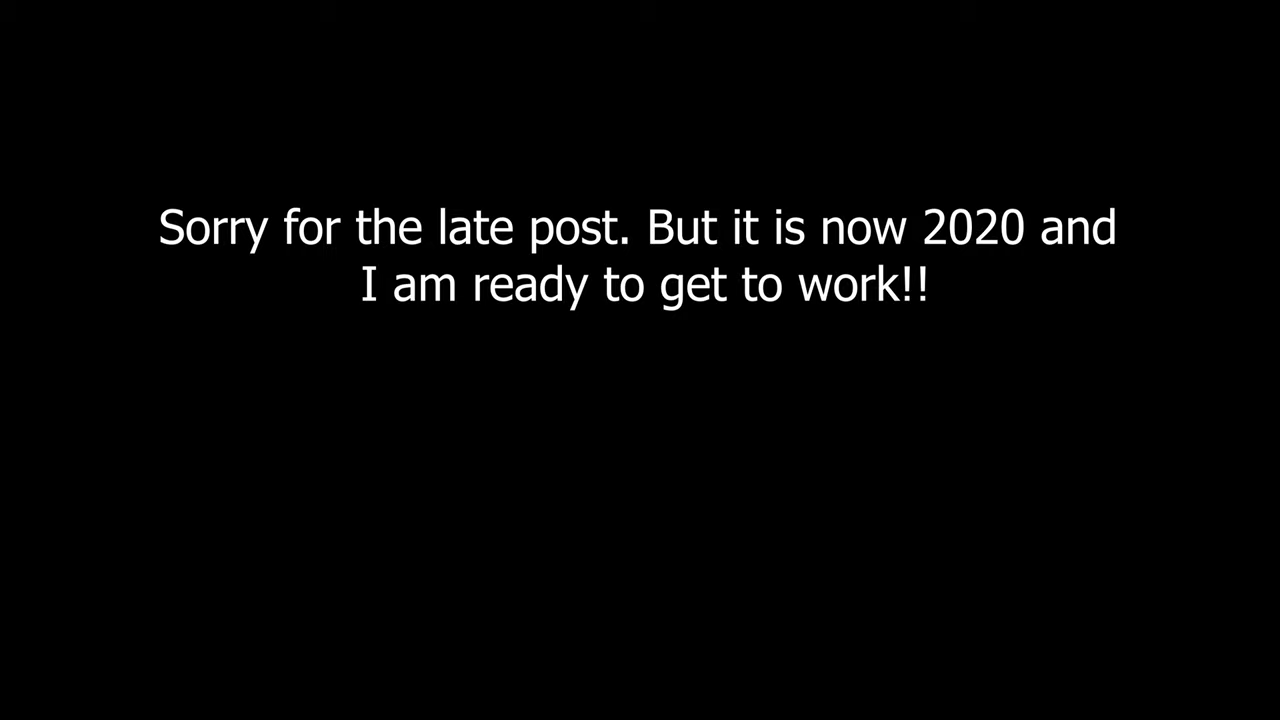 Sorry for the late post. But it is now 2020 and
I am ready to get to work!!